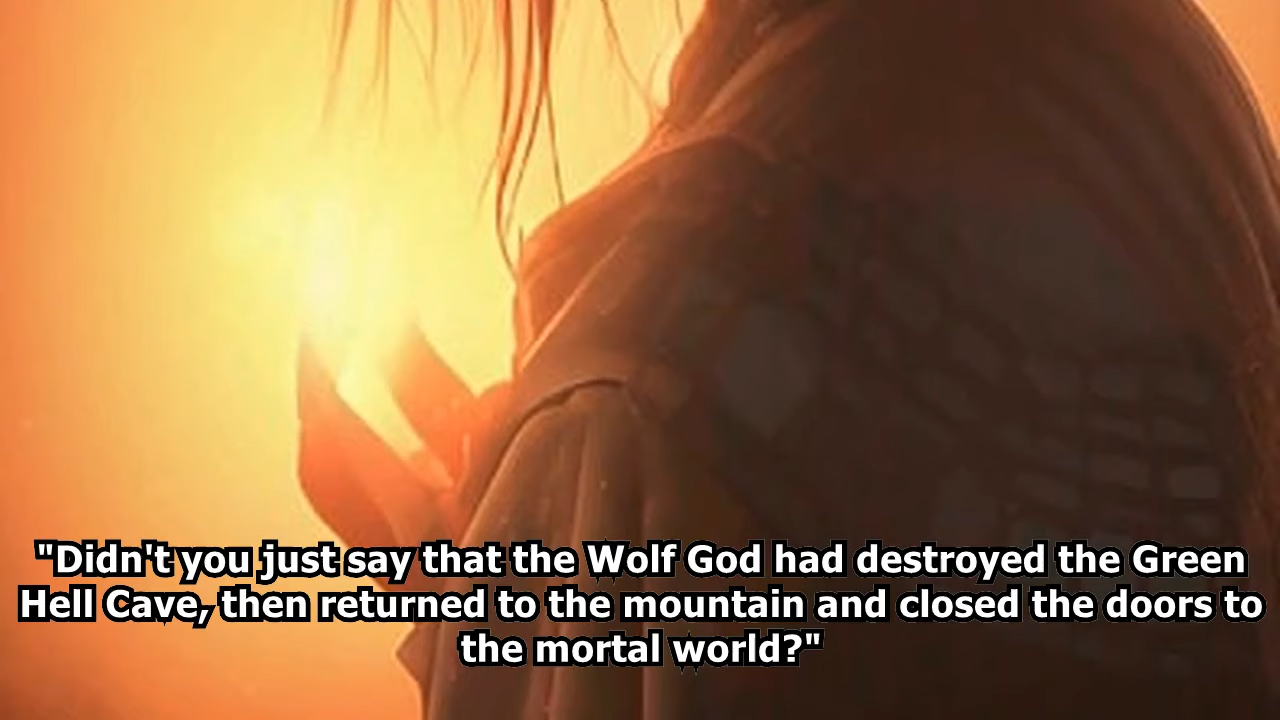 "Didn't you just say that the Wolf God had destroyed the Green
Hell Cave, then returned to the mountain and closed the doors to
the mortal world?"